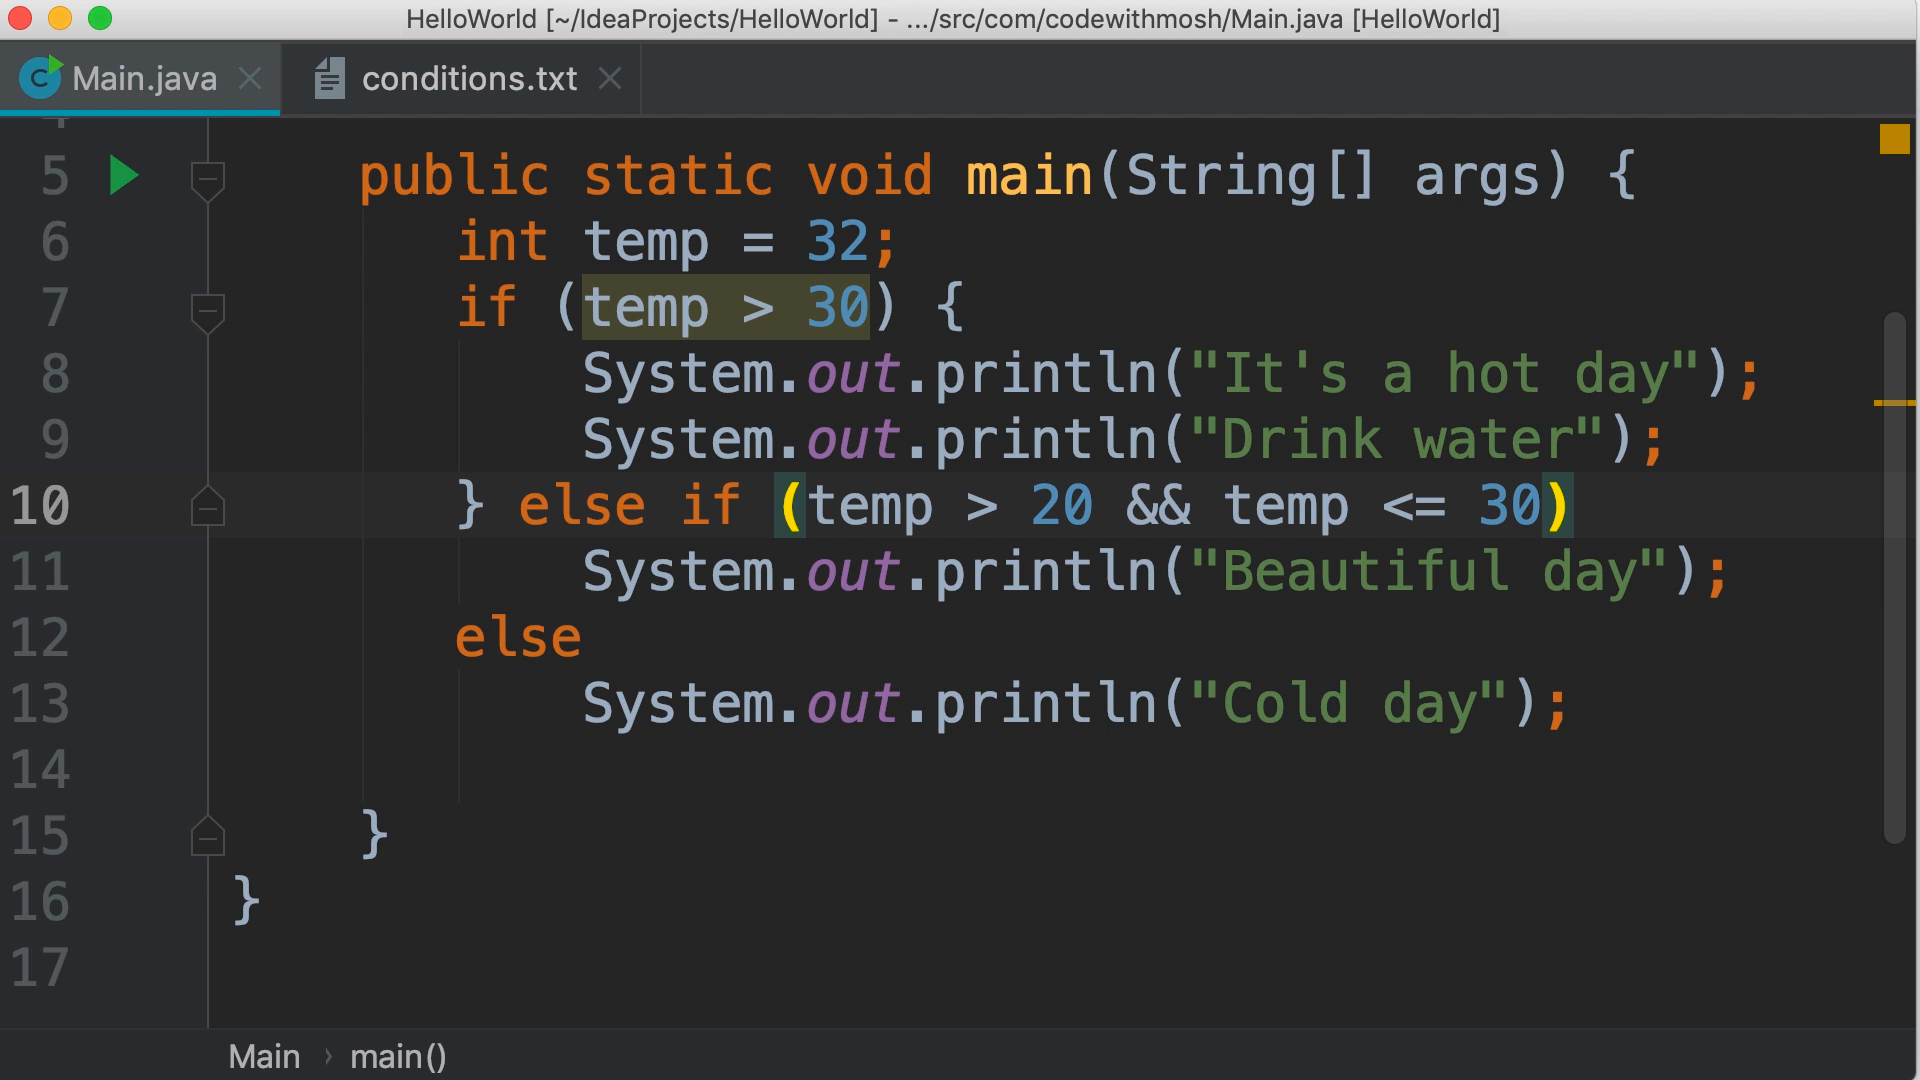 HelloWorld [~/IdeaProjects/HelloWorld] - .../src/com/codewithmosh/Main.java [HelloWorld]
Main.java conditions.txt
5 public static void main(String[] args) {
6 int temp = 32;
7 if (temp > 30) {
8 System.out.println("It's a hot day");
9 System.out.println("Drink water");
10 } else if (temp > 20 && temp <= 30)
11 System.out.println("Beautiful day");
12 else
13 System.out.println("Cold day");
14
15 }
16 }
17
Main › main()